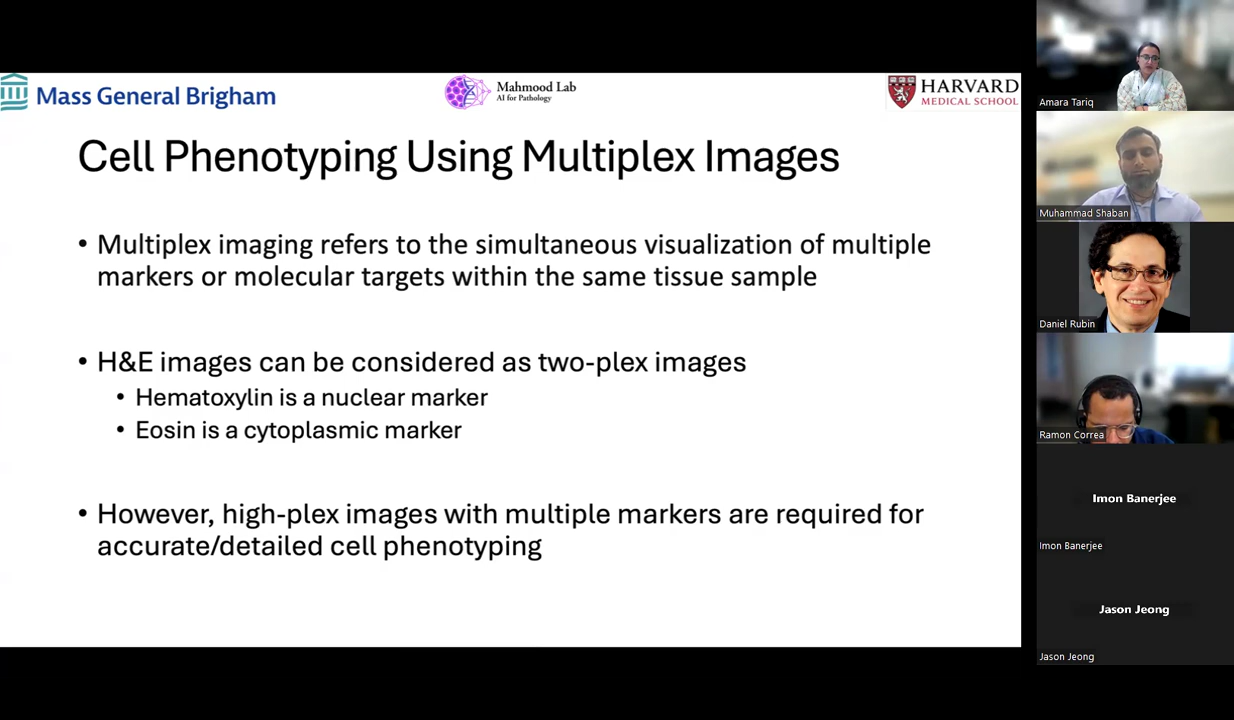 Mass General Brigham
Mahmood Lab
AI for Pathology
HARVARD
MEDICAL SCHOOL
Cell Phenotyping Using Multiplex Images
• Multiplex imaging refers to the simultaneous visualization of multiple
markers or molecular targets within the same tissue sample
• H&E images can be considered as two-plex images
• Hematoxylin is a nuclear marker
• Eosin is a cytoplasmic marker
• However, high-plex images with multiple markers are required for
accurate/detailed cell phenotyping
Amara Tariq
Muhammad Shaban
Daniel Rubin
Ramon Correa
Imon Banerjee
Imon Banerjee
Jason Jeong
Jason Jeong